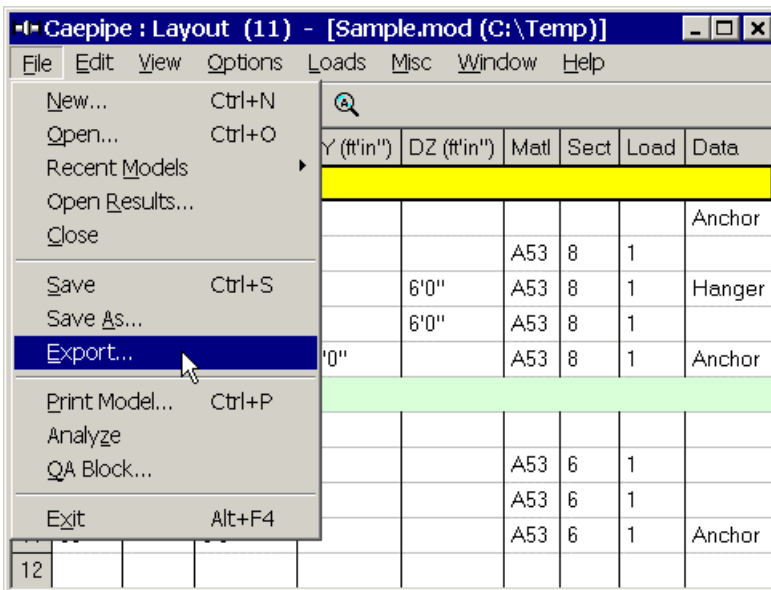 Caepipe : Layout (11) - [Sample.mod (C:\Temp)]
File Edit View Options Loads Misc Window Help
New... Ctrl+N
Open... Ctrl+O
Y (ft'in") DZ (ft'in") Matl Sect Load Data
Recent Models
Open Results...
Close Anchor
A53 8 1
Save Ctrl+S 6'0" A53 8 1 Hanger
Save As... 6'0" A53 8 1
Export... '0" A53 8 1 Anchor
Print Model... Ctrl+P
Analyze
QA Block... A53 6 1
A53 6 1
Exit Alt+F4
A53 6 1 Anchor
12